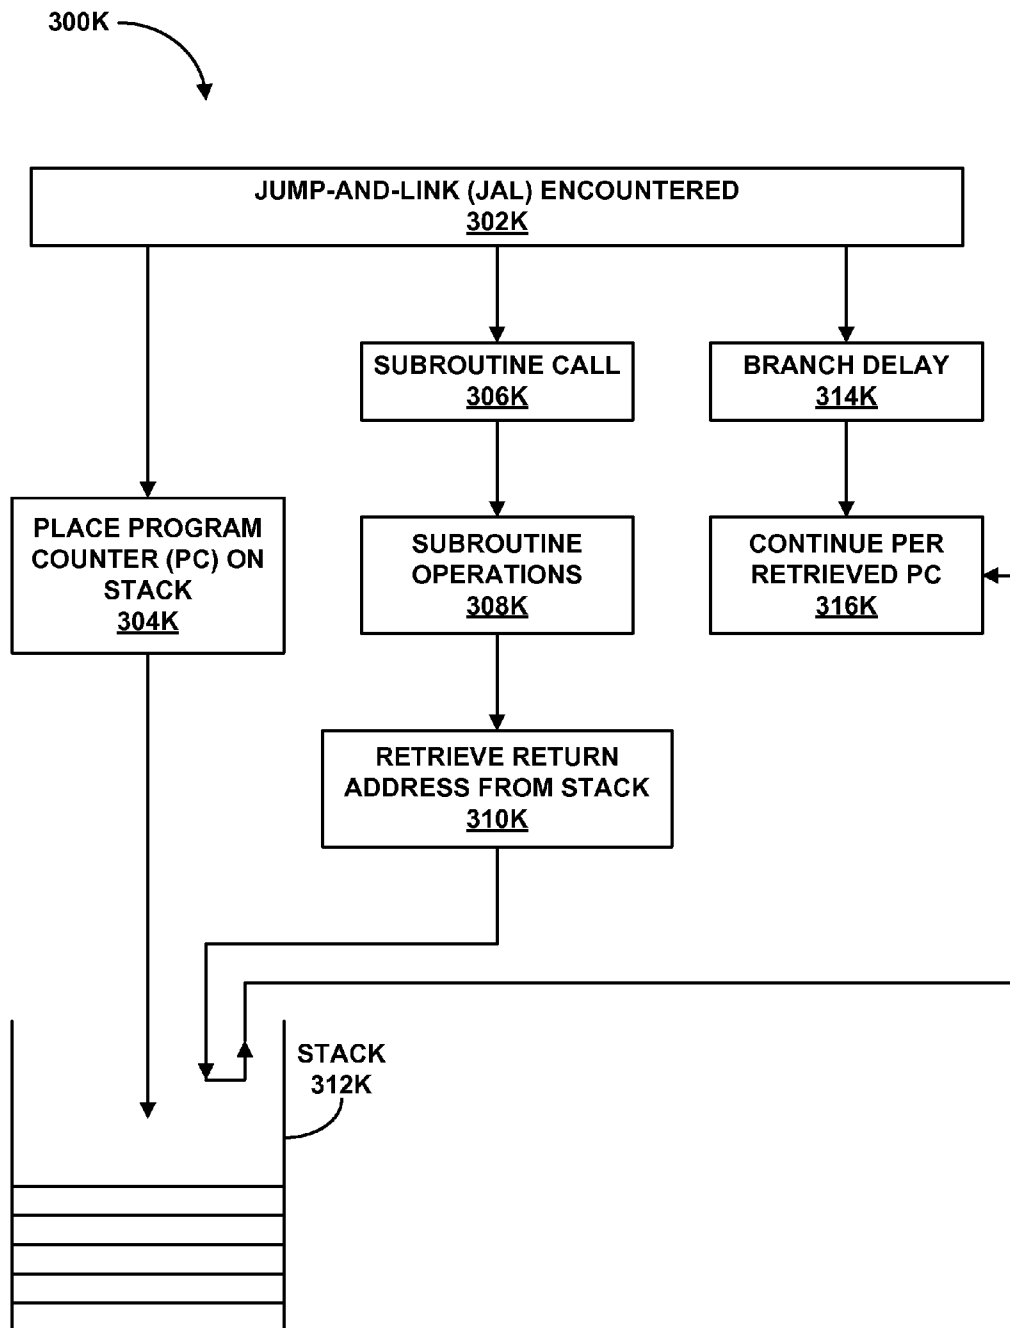 300K
JUMP-AND-LINK (JAL) ENCOUNTERED
302K
SUBROUTINE CALL
306K
BRANCH DELAY
314K
PLACE PROGRAM
COUNTER (PC) ON
STACK
304K
SUBROUTINE
OPERATIONS
308K
CONTINUE PER
RETRIEVED PC
316K
RETRIEVE RETURN
ADDRESS FROM STACK
310K
STACK
312K